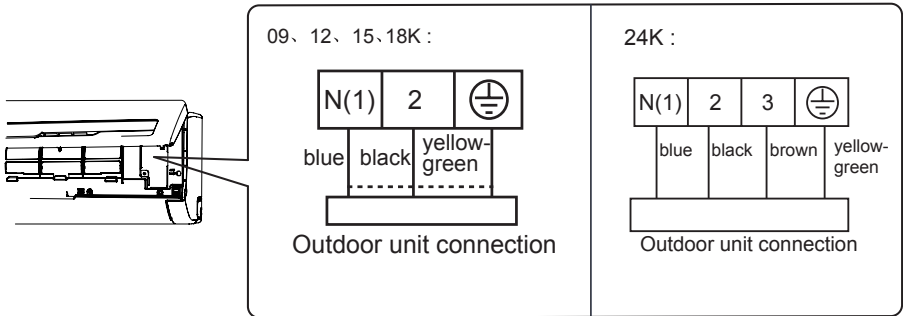 09、12、15、18K :
N(1) 2
blue black yellow-
green
Outdoor unit connection
24K :
N(1) 2 3
blue black brown yellow-
green
Outdoor unit connection